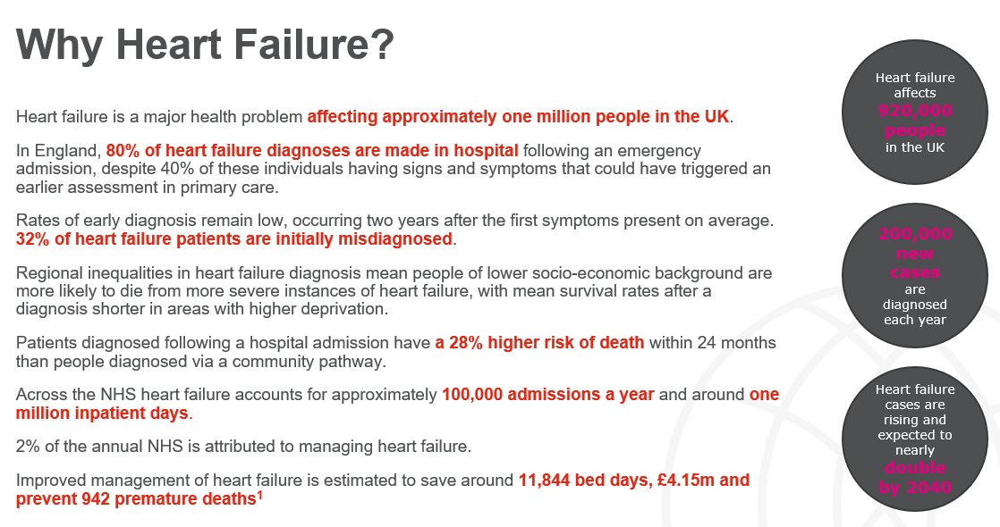 Why Heart Failure?
Heart failure is a major health problem affecting approximately one million people in the UK.
In England, 80% of heart failure diagnoses are made in hospital following an emergency
admission, despite 40% of these individuals having signs and symptoms that could have triggered an
earlier assessment in primary care.
Rates of early diagnosis remain low, occurring two years after the first symptoms present on average.
32% of heart failure patients are initially misdiagnosed.
Regional inequalities in heart failure diagnosis mean people of lower socio-economic background are
more likely to die from more severe instances of heart failure, with mean survival rates after a
diagnosis shorter in areas with higher deprivation.
Patients diagnosed following a hospital admission have a 28% higher risk of death within 24 months
than people diagnosed via a community pathway.
Across the NHS heart failure accounts for approximately 100,000 admissions a year and around one
million inpatient days.
2% of the annual NHS is attributed to managing heart failure.
Improved management of heart failure is estimated to save around 11,844 bed days, £4.15m and
prevent 942 premature deaths¹
Heart failure
affects
920,000
people
in the UK
200,000
new
cases
are
diagnosed
each year
Heart failure
cases are
rising and
expected to
nearly
double
by 2040